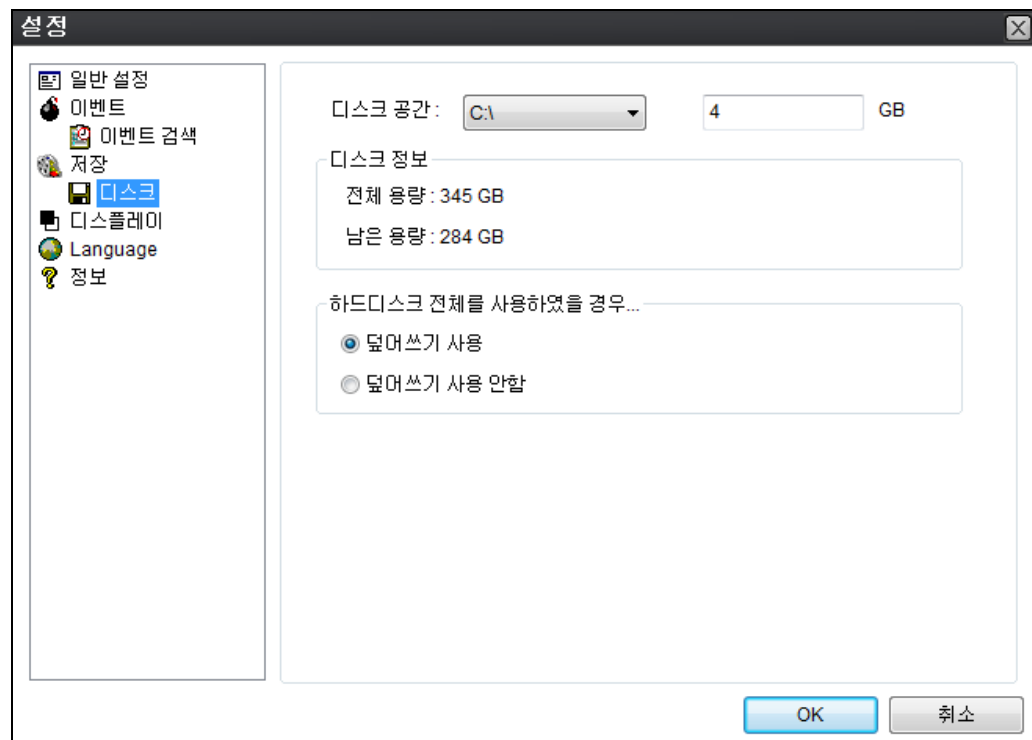 설정
일반 설정
이벤트
이벤트 검색
저장
디스크
디스플레이
Language
정보
디스크 공간 : C:\ 4 GB
디스크 정보
전체 용량 : 345 GB
남은 용량 : 284 GB
하드디스크 전체를 사용하였을 경우...
덮어쓰기 사용
덮어쓰기 사용 안함
OK 취소